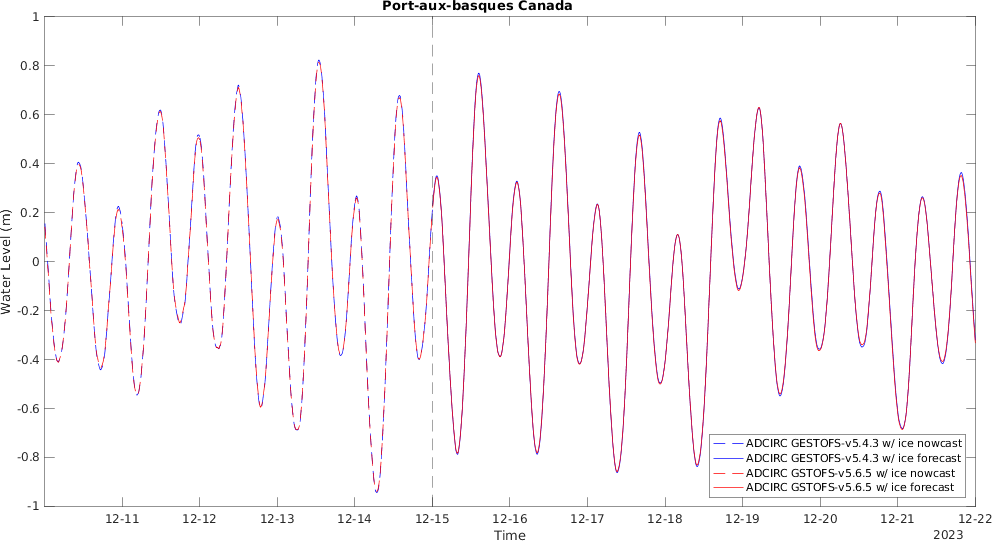 Port-aux-basques Canada
Water Level (m)
1
0.8
0.6
0.4
0.2
0
-0.2
-0.4
-0.6
-0.8
-1
ADCIRC GESTOFS-v5.4.3 w/ ice nowcast
ADCIRC GESTOFS-v5.4.3 w/ ice forecast
ADCIRC GSTOFS-v5.6.5 w/ ice nowcast
ADCIRC GSTOFS-v5.6.5 w/ ice forecast
12-11 12-12 12-13 12-14 12-15 12-16 12-17 12-18 12-19 12-20 12-21 12-22
Time
2023